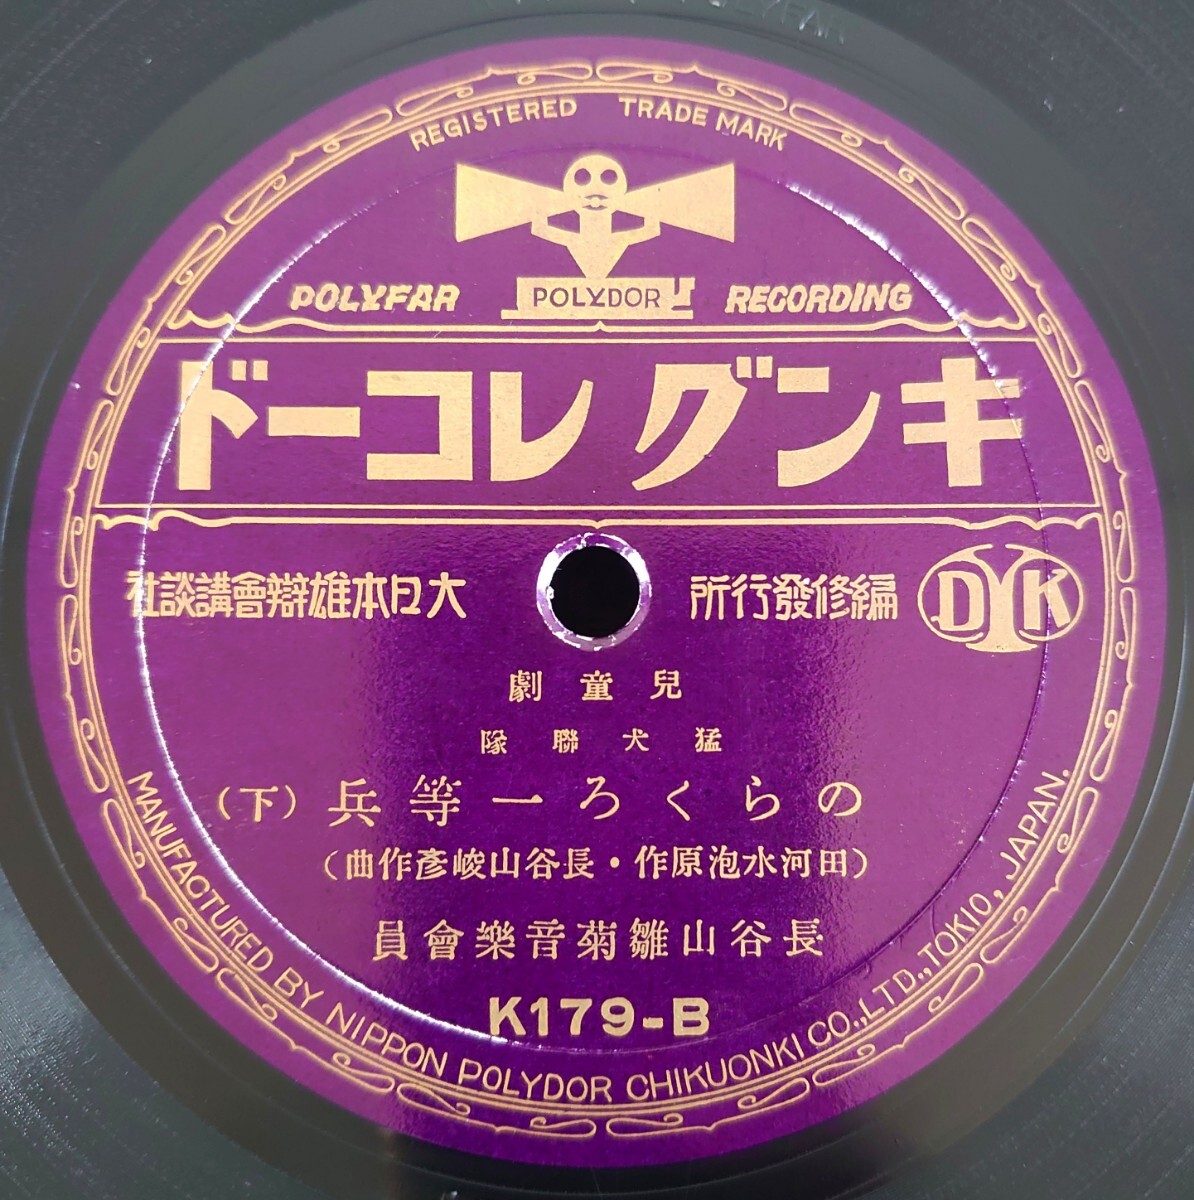 REGISTERED TRADE MARK
POLYFAR POLYDOR RECORDING
キングレコード
DYK 編修發行所 大日本雄辯會講談社
兒童劇
猛犬聯隊
のらくろ一等兵(下)
(田河水泡原作・長谷山峻彥作曲)
長谷山雛菊音樂會員
K179-B
MANUFACTURED BY NIPPON POLYDOR CHIKUONKI CO., LTD., TOKIO, JAPAN.